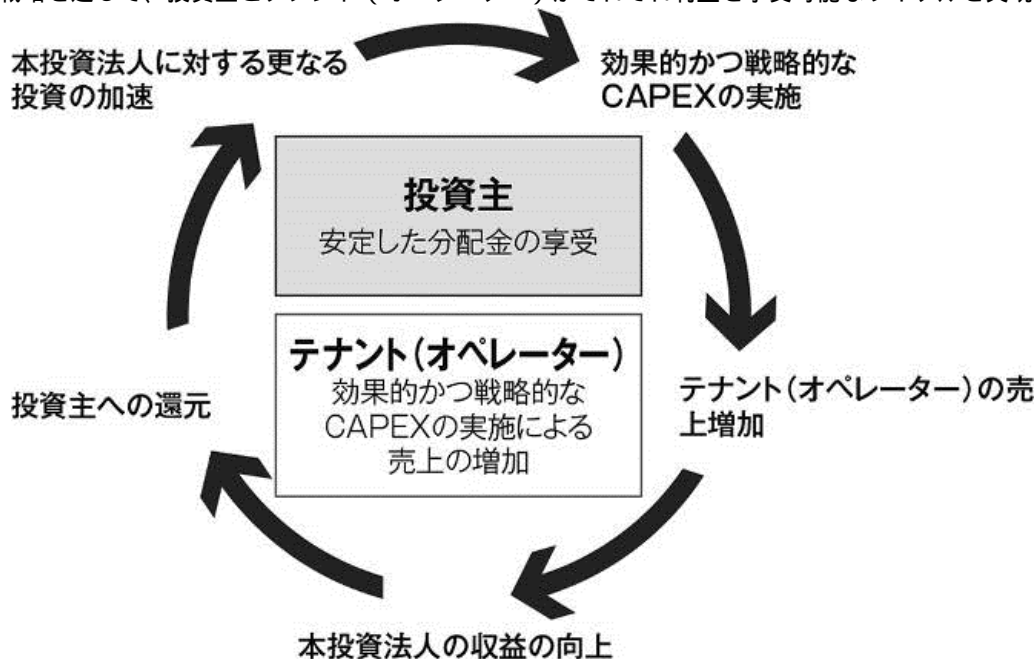 本投資法人に対する更なる
投資の加速
効果的かつ戦略的な
CAPEXの実施
投資主
安定した分配金の享受
テナント(オペレーター)
効果的かつ戦略的な
CAPEXの実施による
売上の増加
投資主への還元
テナント(オペレーター)の売
上増加
本投資法人の収益の向上